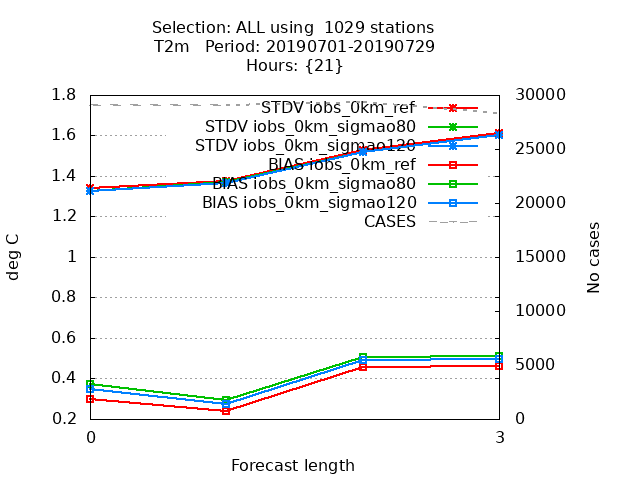 Selection: ALL using  1029 stations
T2m   Period: 20190701-20190729
Hours: {21}
1.8
1.6
1.4
1.2
1
0.8
0.6
0.4
0.2
deg C
STDV iobs_0km_ref
STDV iobs_0km_sigmao80
STDV iobs_0km_sigmao120
BIAS iobs_0km_ref
BIAS iobs_0km_sigmao80
BIAS iobs_0km_sigmao120
CASES
30000
25000
20000
15000
10000
5000
0
No cases
0
3
Forecast length